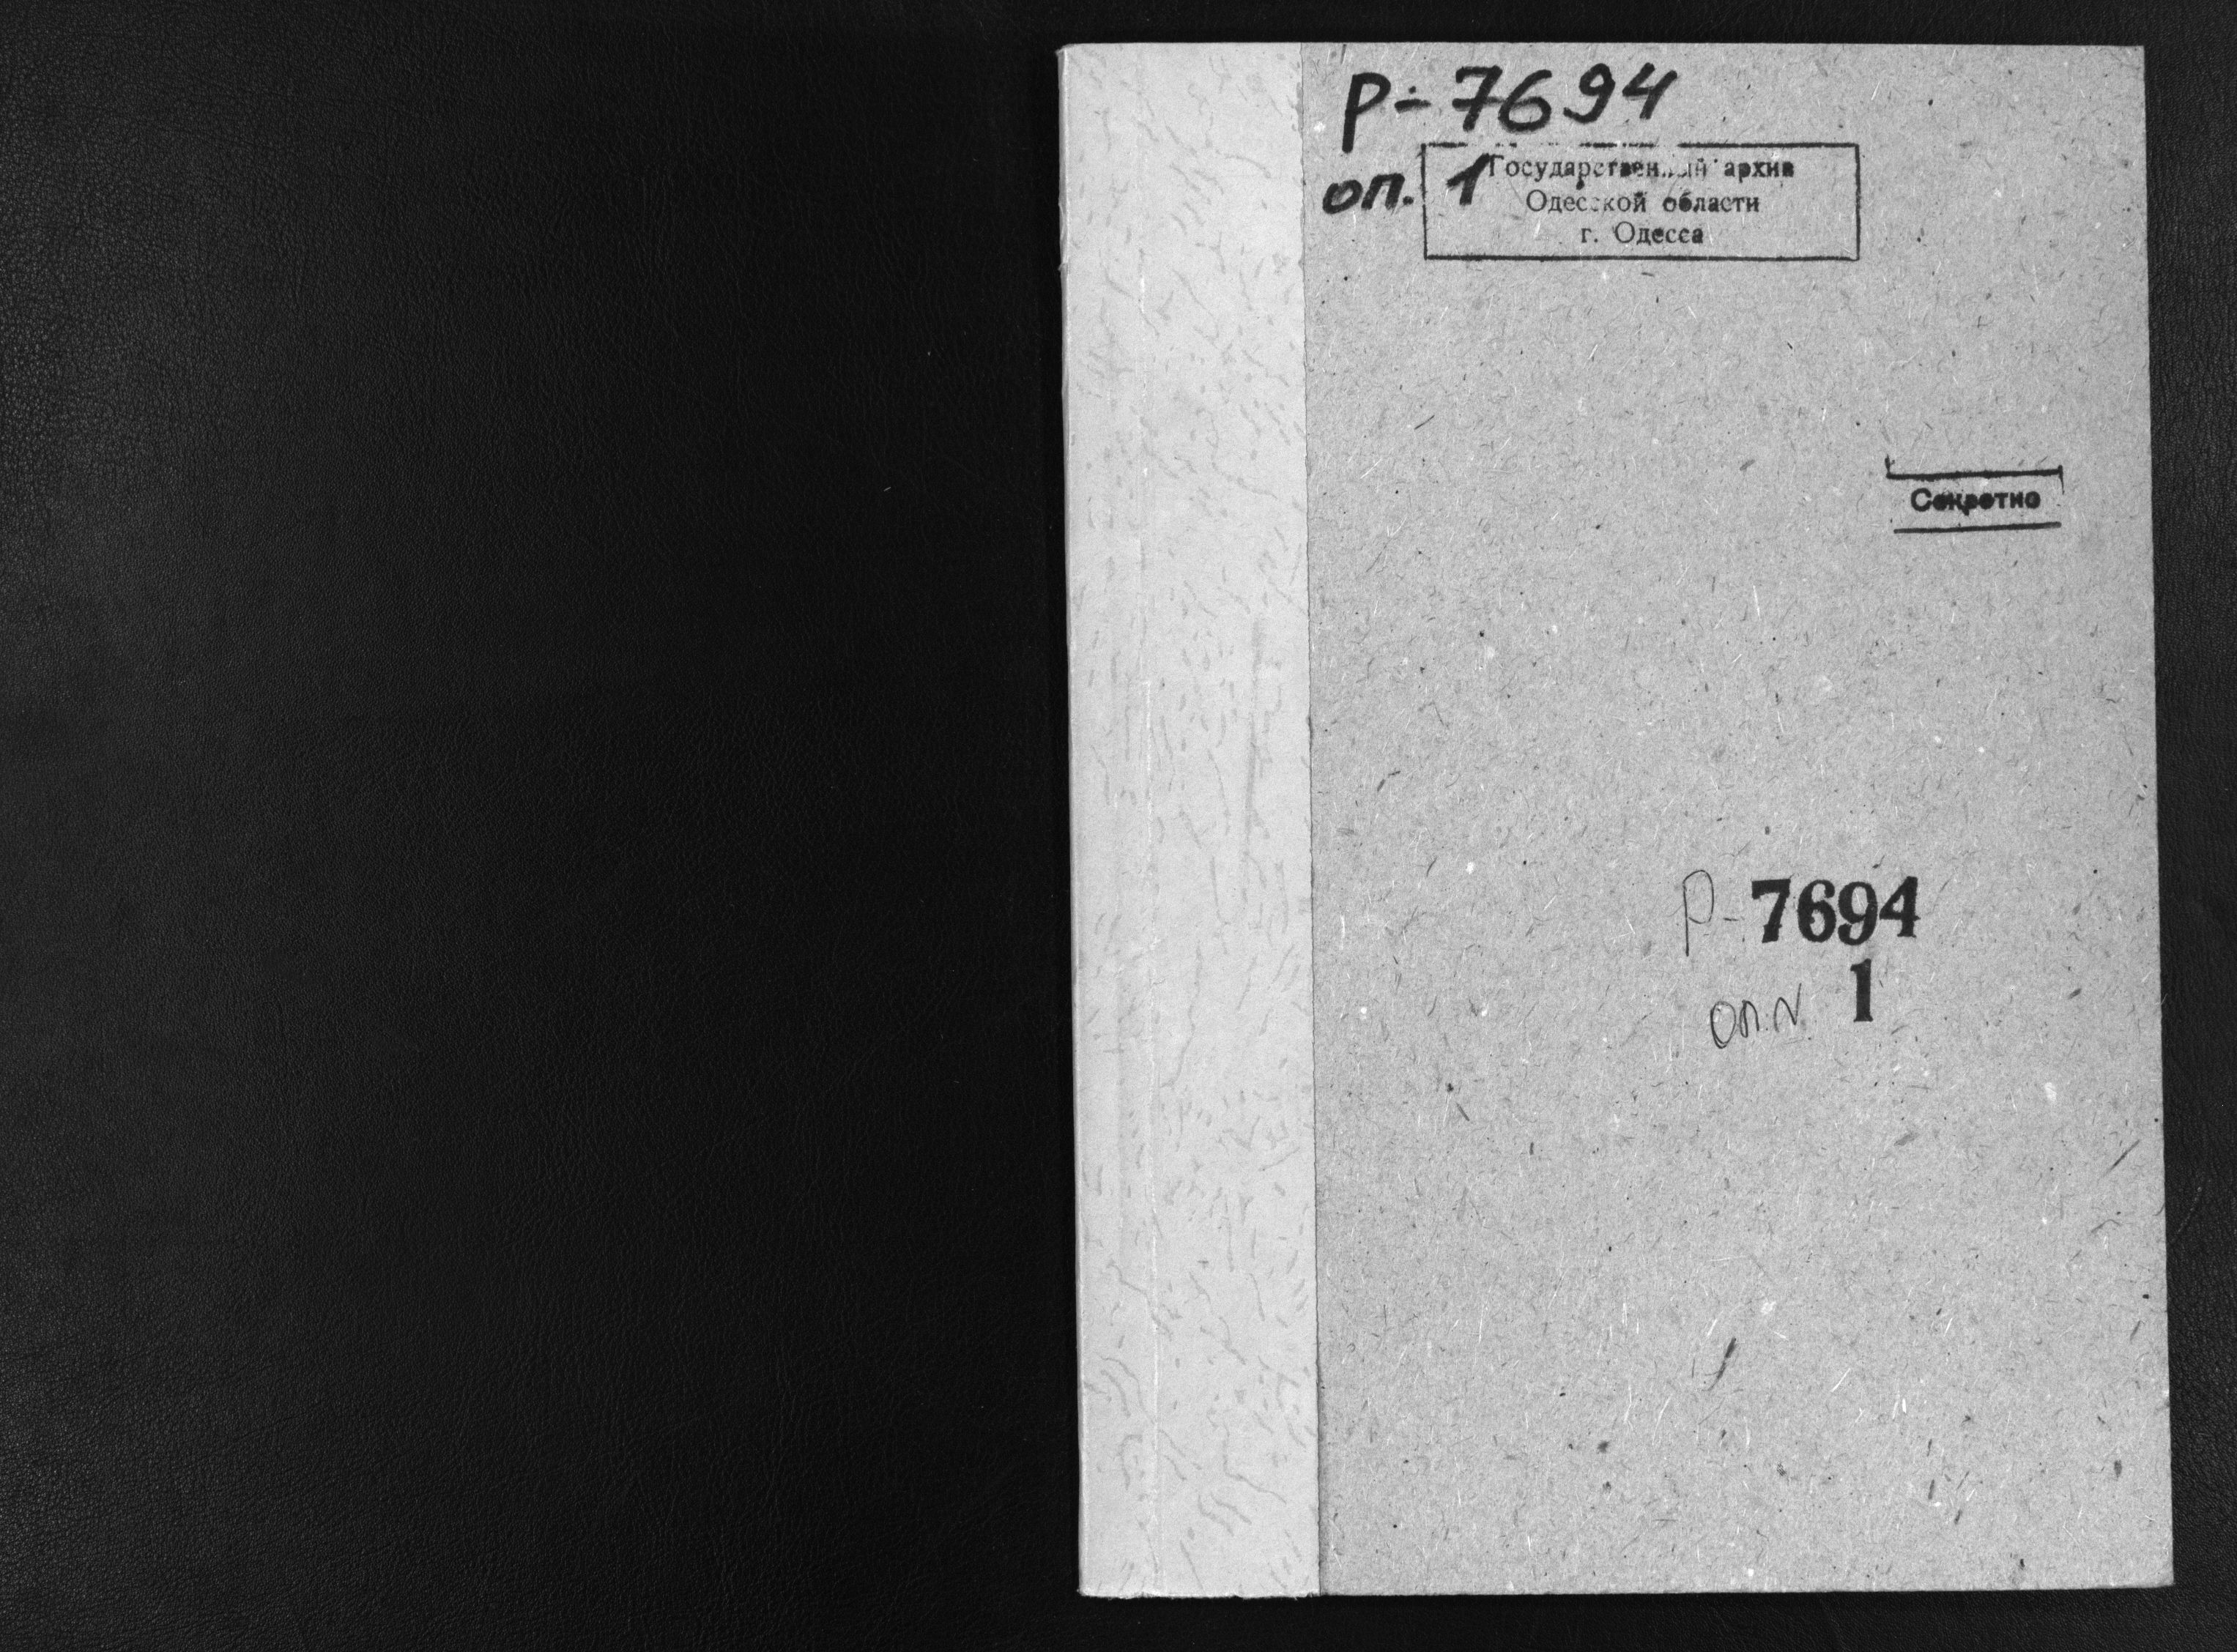 Р-7694
оп. 1
Государственный архив
Одесской области
г. Одесса
Секретно
Р-7694
оп.N 1